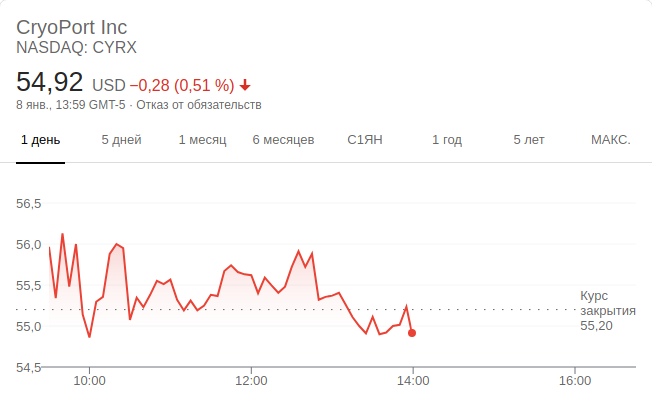 CryoPort Inc
NASDAQ: CYRX
54,92 USD −0,28 (0,51 %)
8 янв., 13:59 GMT-5 · Отказ от обязательств
1 день 5 дней 1 месяц 6 месяцев С1ЯН 1 год 5 лет МАКС.
56,5
56,0
55,5
55,0
54,5
Курс
закрытия
55,20
10:00 12:00 14:00 16:00